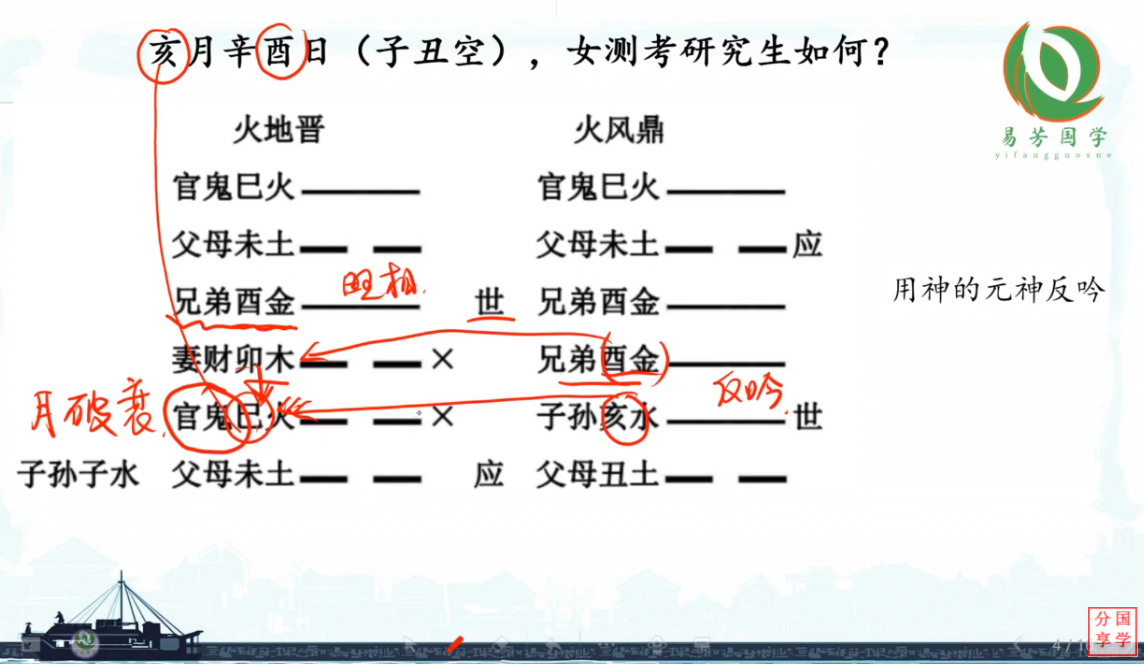 亥月辛酉日（子丑空），女测考研究生如何？
易芳国学
yifangguoxue
火地晋 火风鼎
官鬼巳火 官鬼巳火
父母未土 父母未土 应
旺相
兄弟酉金 世 兄弟酉金
用神的元神反吟
妻财卯木 × 兄弟酉金
反吟
月破衰
官鬼巳火 × 子孙亥水 世
子孙子水 父母未土 应 父母丑土
分国
享学